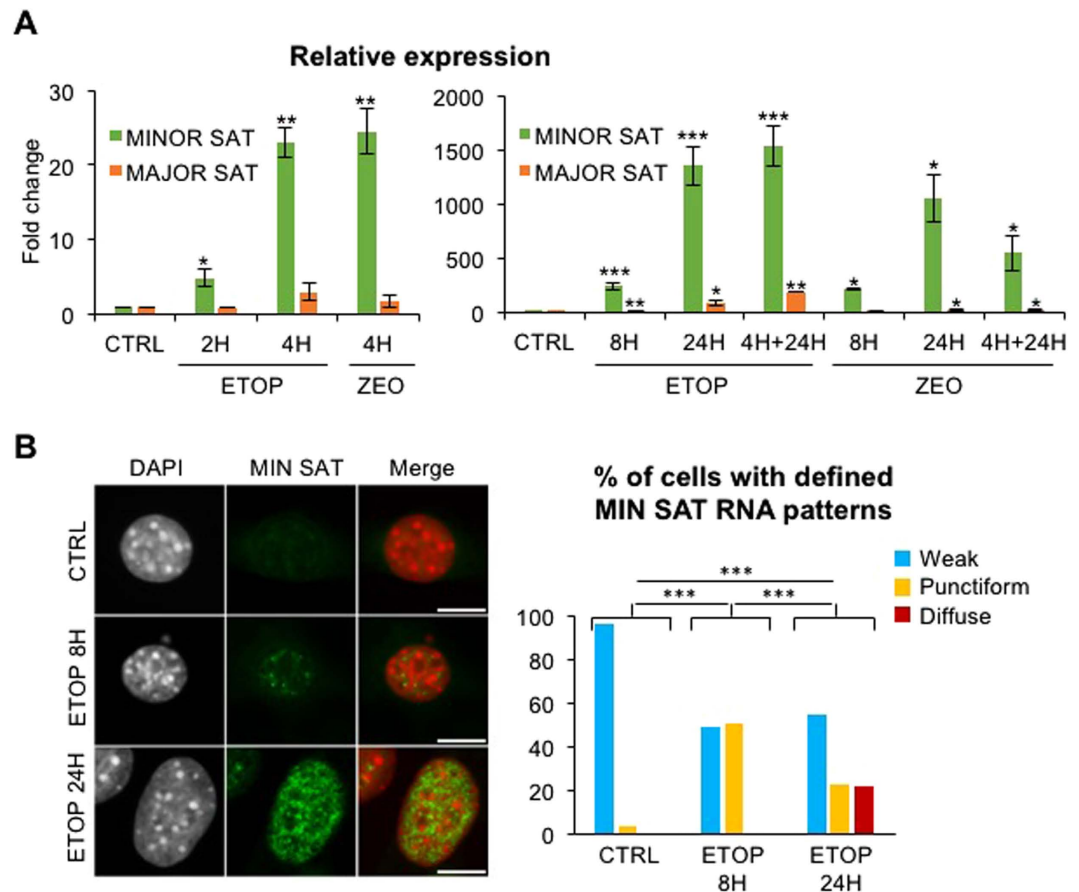 A
Relative expression
Fold change
30
20
10
0
MINOR SAT
MAJOR SAT
*
**
**
CTRL
2H
4H
4H
ETOP
ZEO
2000
1500
1000
500
0
MINOR SAT
MAJOR SAT
***
**
***
*
***
**
*
*
*
*
*
CTRL
8H
24H
4H+24H
8H
24H
4H+24H
ETOP
ZEO
B
DAPI
MIN SAT
Merge
CTRL
ETOP 8H
ETOP 24H
% of cells with defined
MIN SAT RNA patterns
Weak
Punctiform
Diffuse
***
***
***
100
80
60
40
20
0
CTRL
ETOP
8H
ETOP
24H